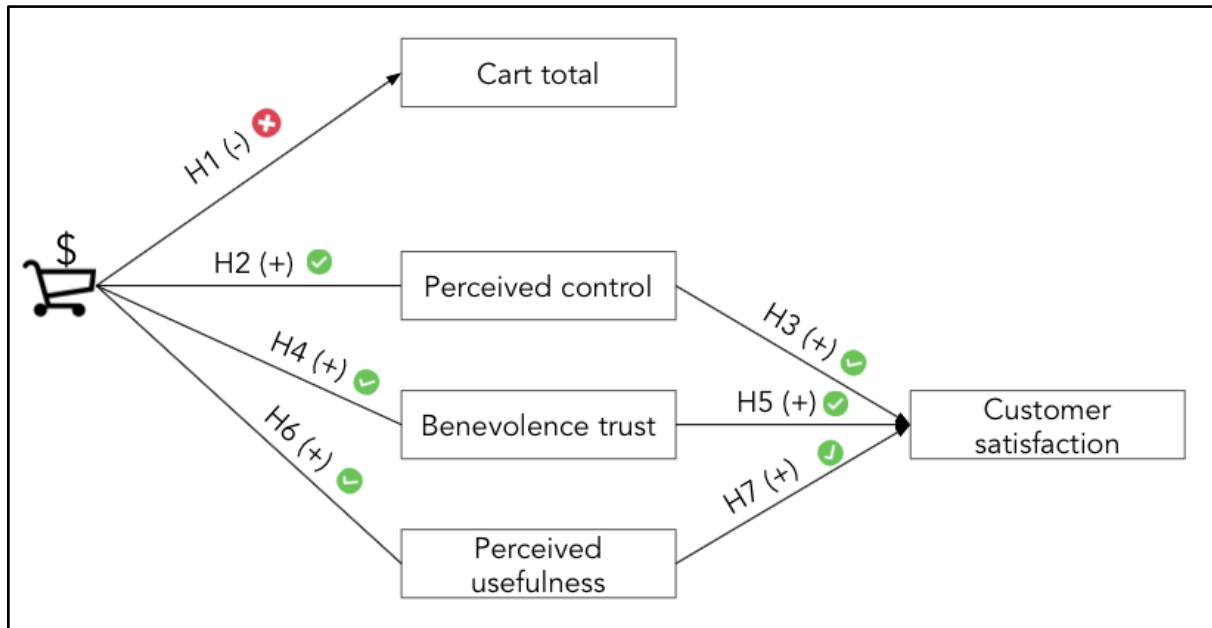 Cart total
H1 (-)
$
H2 (+)
Perceived control
H3 (+)
H4 (+)
Benevolence trust
H5 (+)
Customer
satisfaction
H6 (+)
H7 (+)
Perceived
usefulness